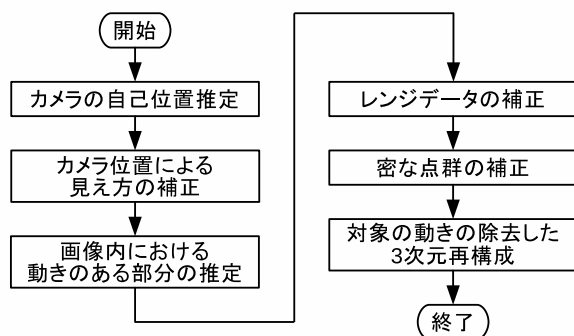 開始
カメラの自己位置推定
カメラ位置による
見え方の補正
画像内における
動きのある部分の推定
レンジデータの補正
密な点群の補正
対象の動きの除去した
3次元再構成
終了